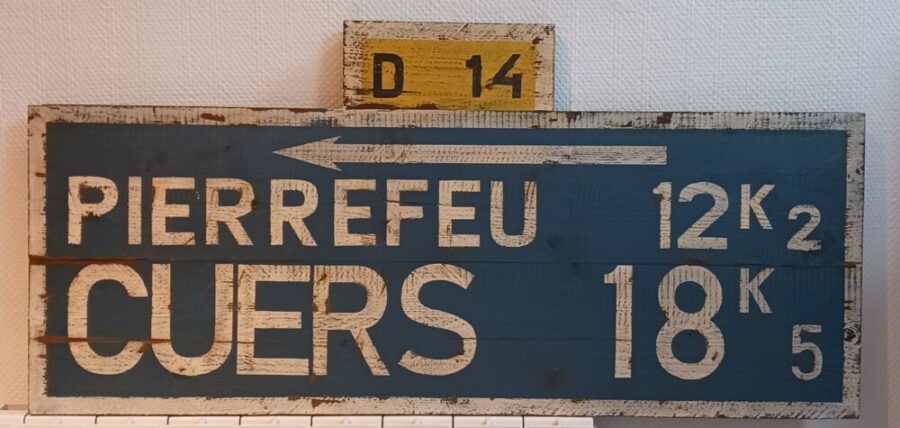 D 14
PIERREFEU 12K2
CUERS 18K5